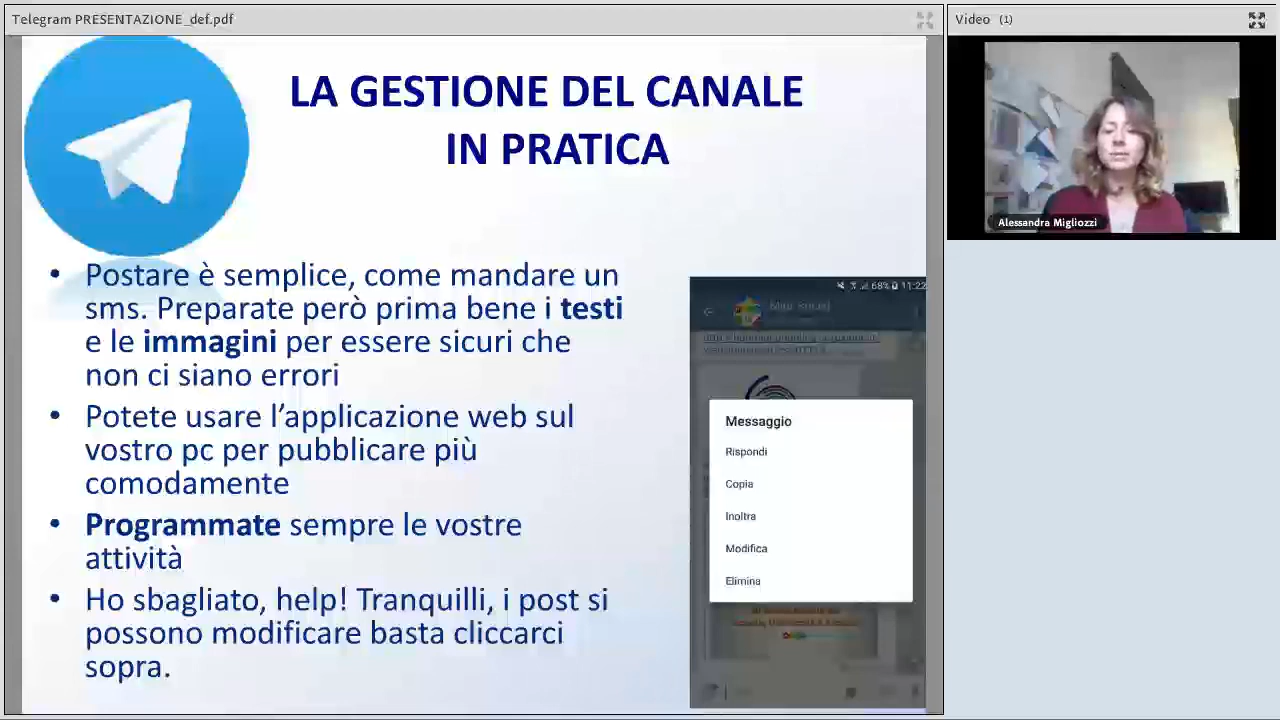 Telegram PRESENTAZIONE_def.pdf
Video (1)
LA GESTIONE DEL CANALE
IN PRATICA
Alessandra Migliozzi
• Postare è semplice, come mandare un
sms. Preparate però prima bene i testi
e le immagini per essere sicuri che
non ci siano errori
• Potete usare l’applicazione web sul
vostro pc per pubblicare più
comodamente
• Programmate sempre le vostre
attività
• Ho sbagliato, help! Tranquilli, i post si
possono modificare basta cliccarci
sopra.
68% 11:22
Messaggio
Rispondi
Copia
Inoltra
Modifica
Elimina